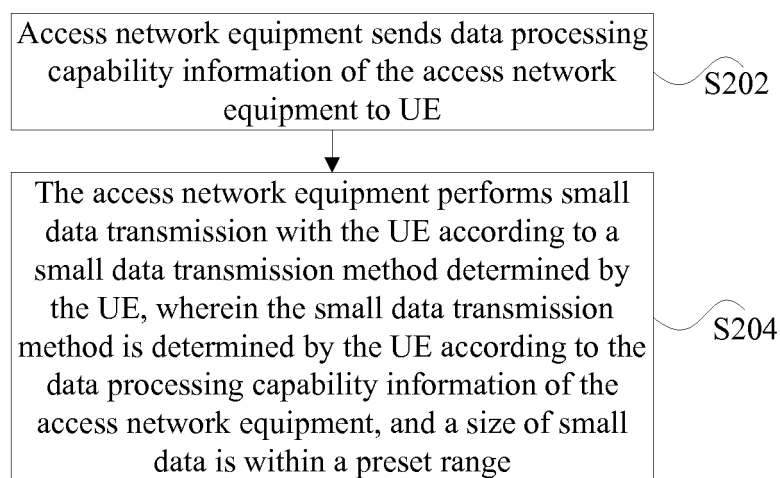 Access network equipment sends data processing
capability information of the access network
equipment to UE
S202
The access network equipment performs small
data transmission with the UE according to a
small data transmission method determined by
the UE, wherein the small data transmission
method is determined by the UE according to the
data processing capability information of the
access network equipment, and a size of small
data is within a preset range
S204